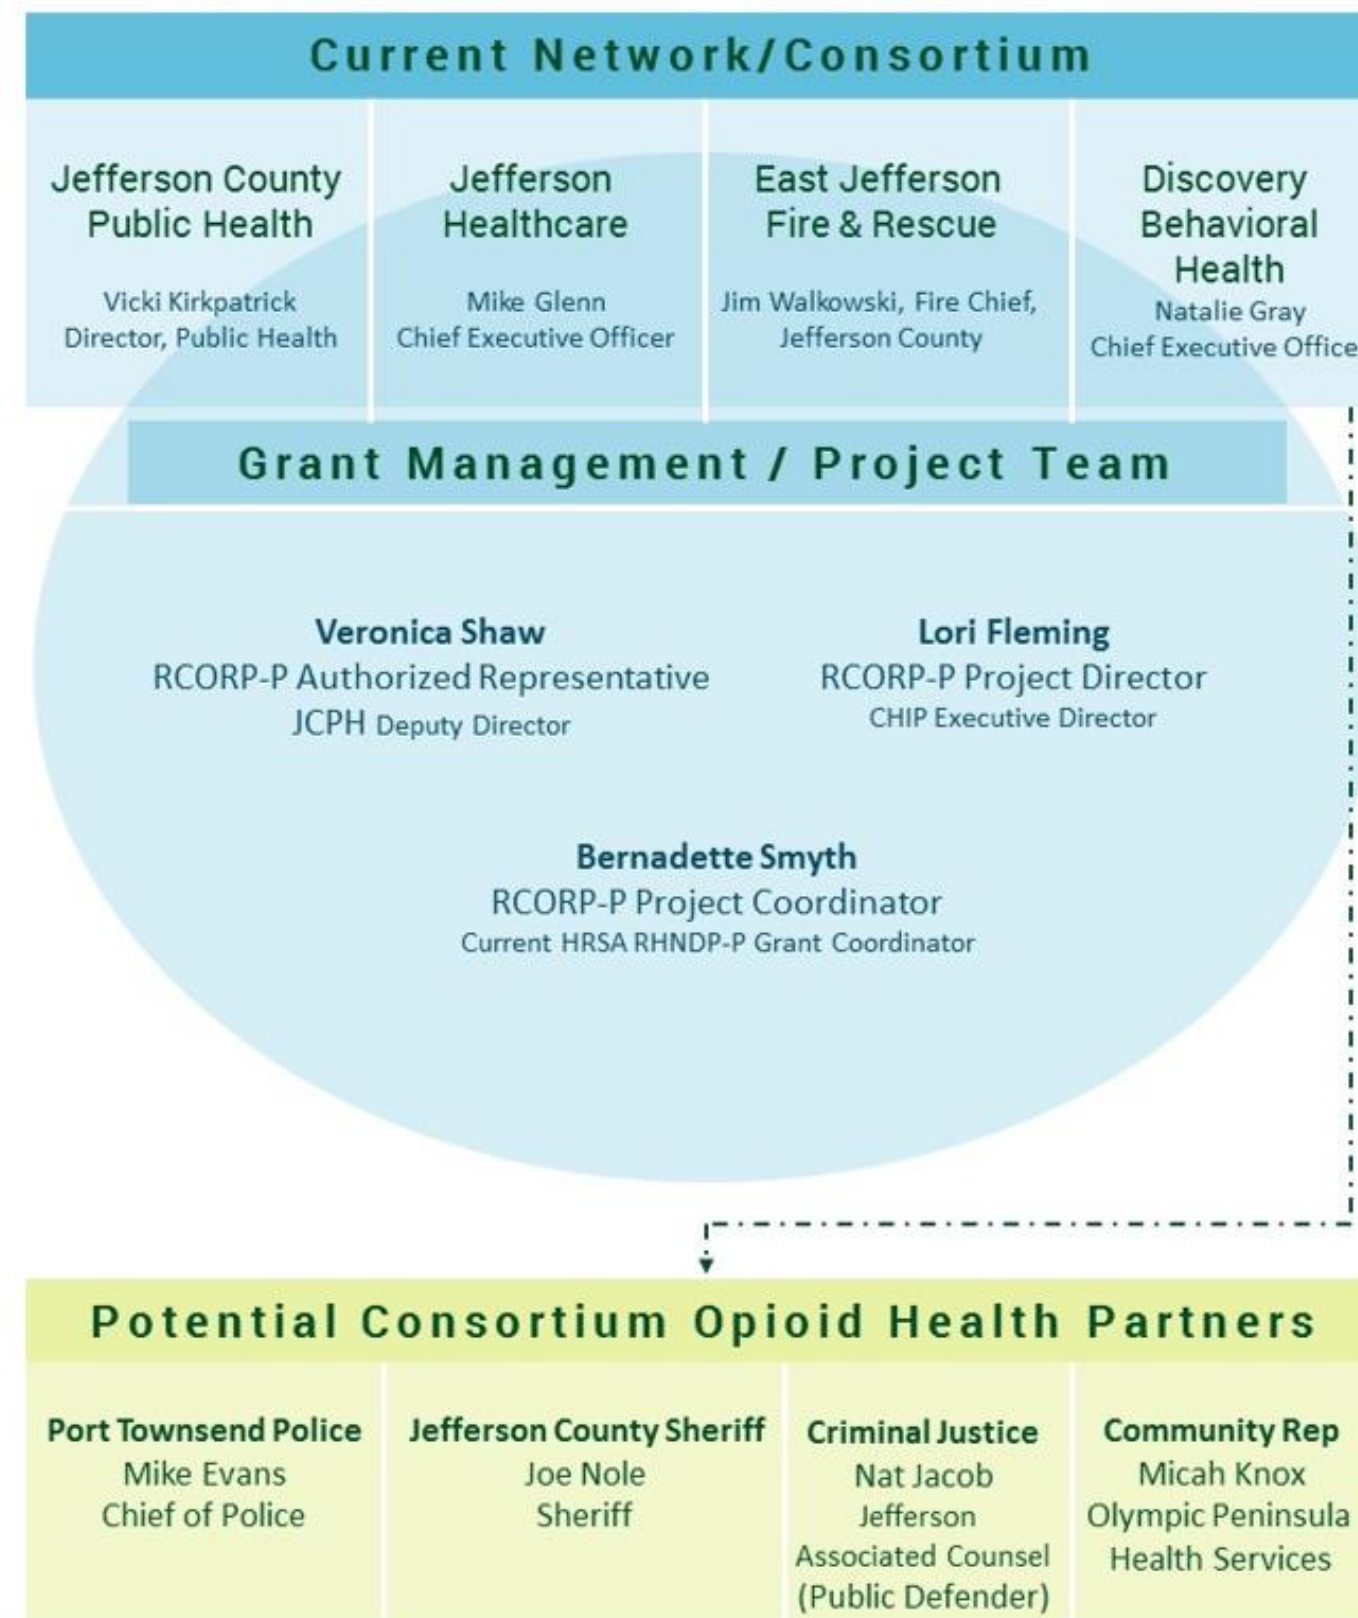 Current Network/Consortium
Jefferson County
Public Health
Vicki Kirkpatrick
Director, Public Health
Jefferson
Healthcare
Mike Glenn
Chief Executive Officer
East Jefferson
Fire & Rescue
Jim Walkowski, Fire Chief,
Jefferson County
Discovery
Behavioral
Health
Natalie Gray
Chief Executive Office
Grant Management / Project Team
Veronica Shaw
RCORP-P Authorized Representative
JCPH Deputy Director
Lori Fleming
RCORP-P Project Director
CHIP Executive Director
Bernadette Smyth
RCORP-P Project Coordinator
Current HRSA RHNDP-P Grant Coordinator
Potential Consortium Opioid Health Partners
Port Townsend Police
Mike Evans
Chief of Police
Jefferson County Sheriff
Joe Nole
Sheriff
Criminal Justice
Nat Jacob
Jefferson
Associated Counsel
(Public Defender)
Community Rep
Micah Knox
Olympic Peninsula
Health Services